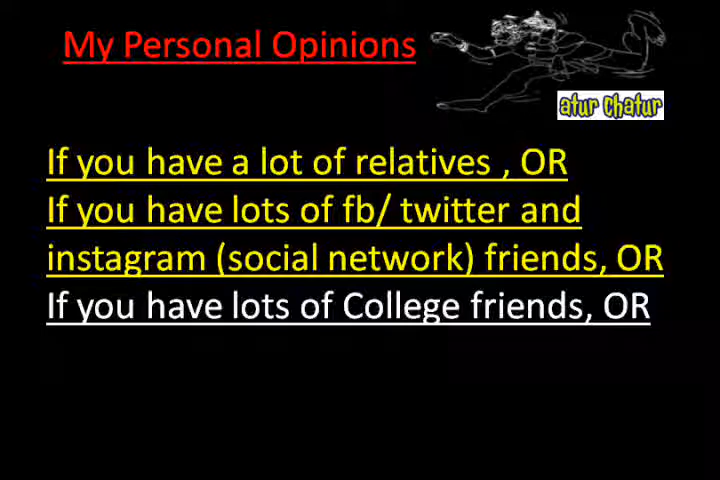 My Personal Opinions
atur chatur
If you have a lot of relatives , OR
If you have lots of fb/ twitter and
instagram (social network) friends, OR
If you have lots of College friends, OR